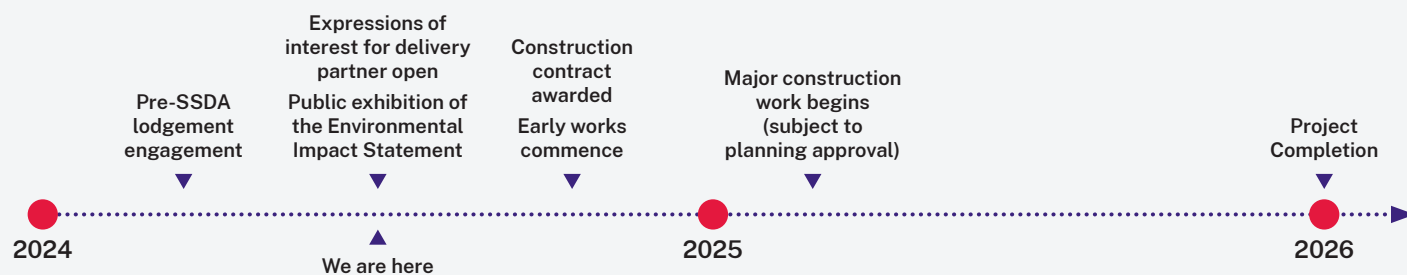 Pre-SSDA
lodgement
engagement
Expressions of
interest for delivery
partner open
Public exhibition of
the Environmental
Impact Statement
Construction
contract
awarded
Early works
commence
Major construction
work begins
(subject to
planning approval)
Project
Completion
2024
We are here
2025
2026